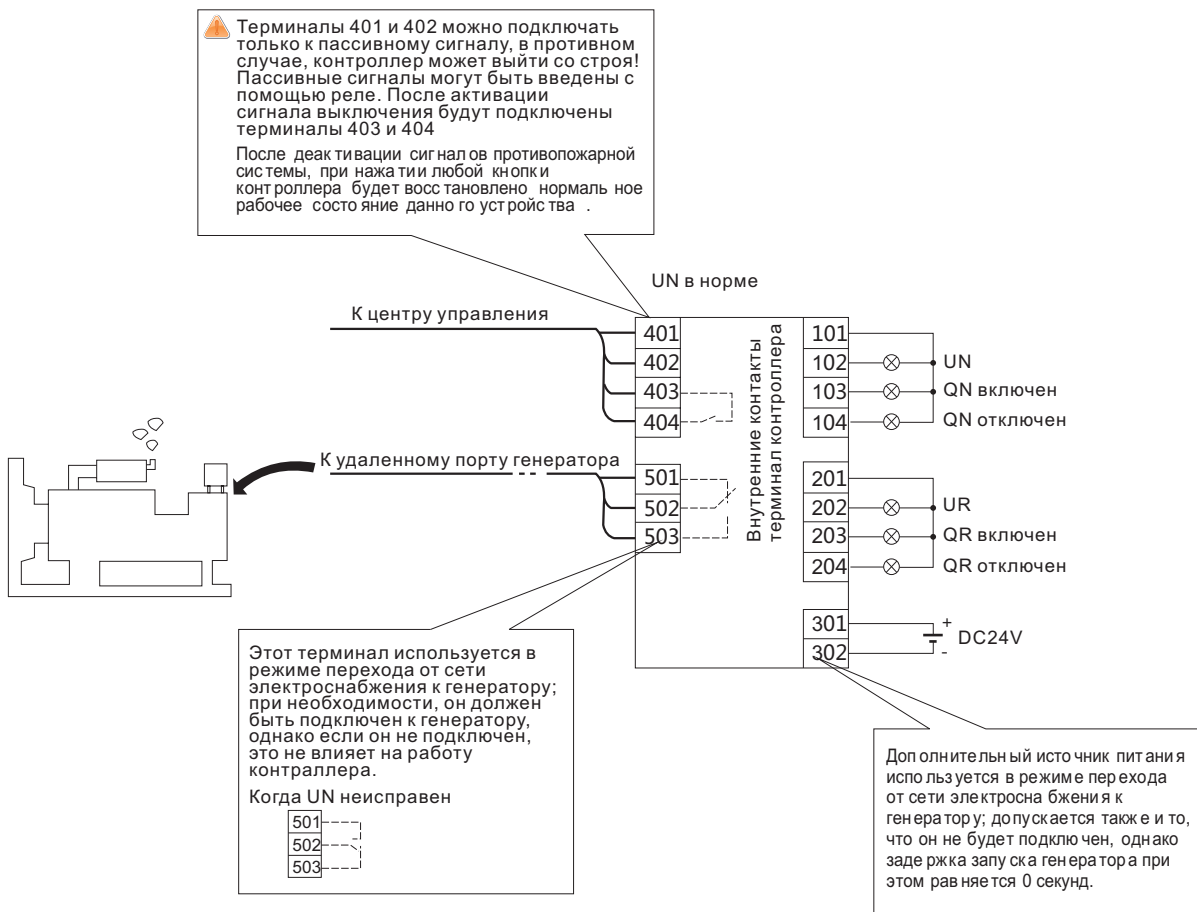 Терминалы 401 и 402 можно подключать
только к пассивному сигналу, в противном
случае, контроллер может выйти со строя!
Пассивные сигналы могут быть введены с
помощью реле. После активации
сигнала выключения будут подключены
терминалы 403 и 404
После деактивации сигналов противопожарной
системы, при нажатии любой кнопки
контроллера будет восстановлено нормальное
рабочее состояние данного устройства .
UN в норме
К центру управления
401
402
403
404
К удаленному порту генератора
501
502
503
Внутренние контакты
терминал контроллера
101
102
103
104
UN
QN включен
QN отключен
201
202
203
204
UR
QR включен
QR отключен
301
302
+
DC24V
-
Этот терминал используется в
режиме перехода от сети
электроснабжения к генератору;
при необходимости, он должен
быть подключен к генератору,
однако если он не подключен,
это не влияет на работу
контраллера.
Когда UN неисправен
501
502
503
Дополнительный источник питания
используется в режиме перехода
от сети электроснабжения к
генератору; допускается также и то,
что он не будет подключен, однако
задержка запуска генератора при
этом равняется 0 секунд.